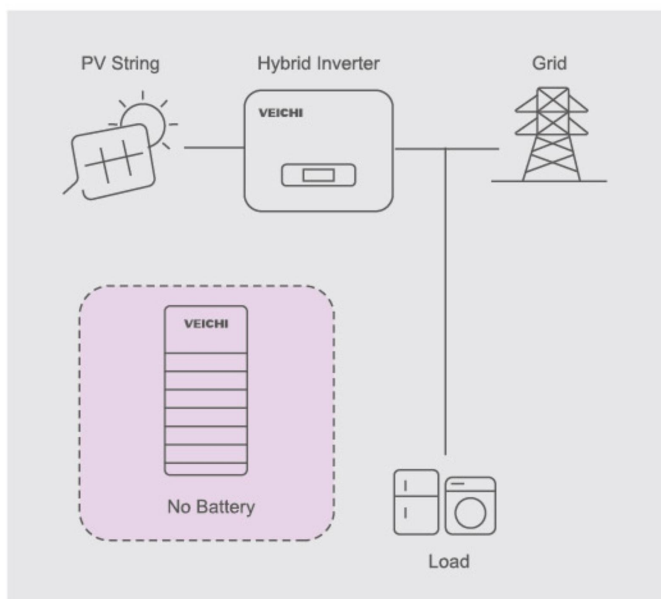 PV String
Hybrid Inverter
Grid
VEICHI
VEICHI
No Battery
Load